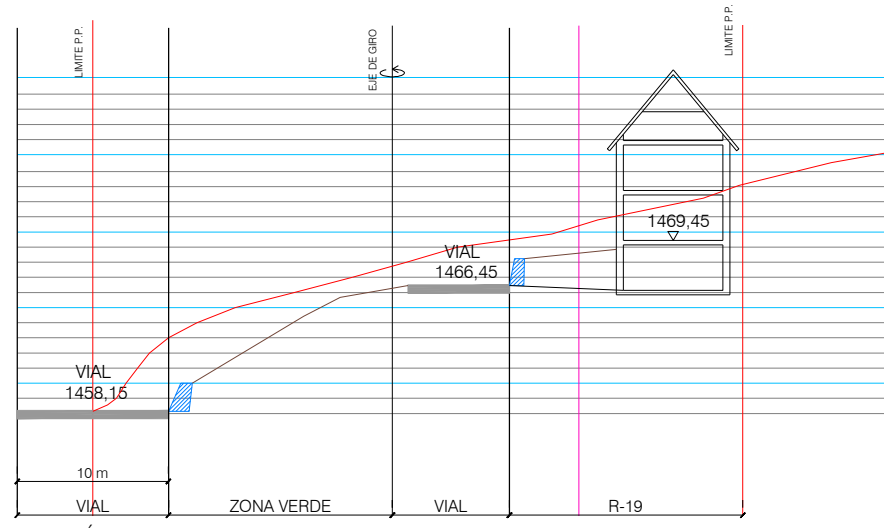 LIMITE P.P.
EJE DE GIRO
LIMITE P.P.
1469,45
VIAL
1466,45
VIAL
1458,15
10 m
VIAL
ZONA VERDE
VIAL
R-19